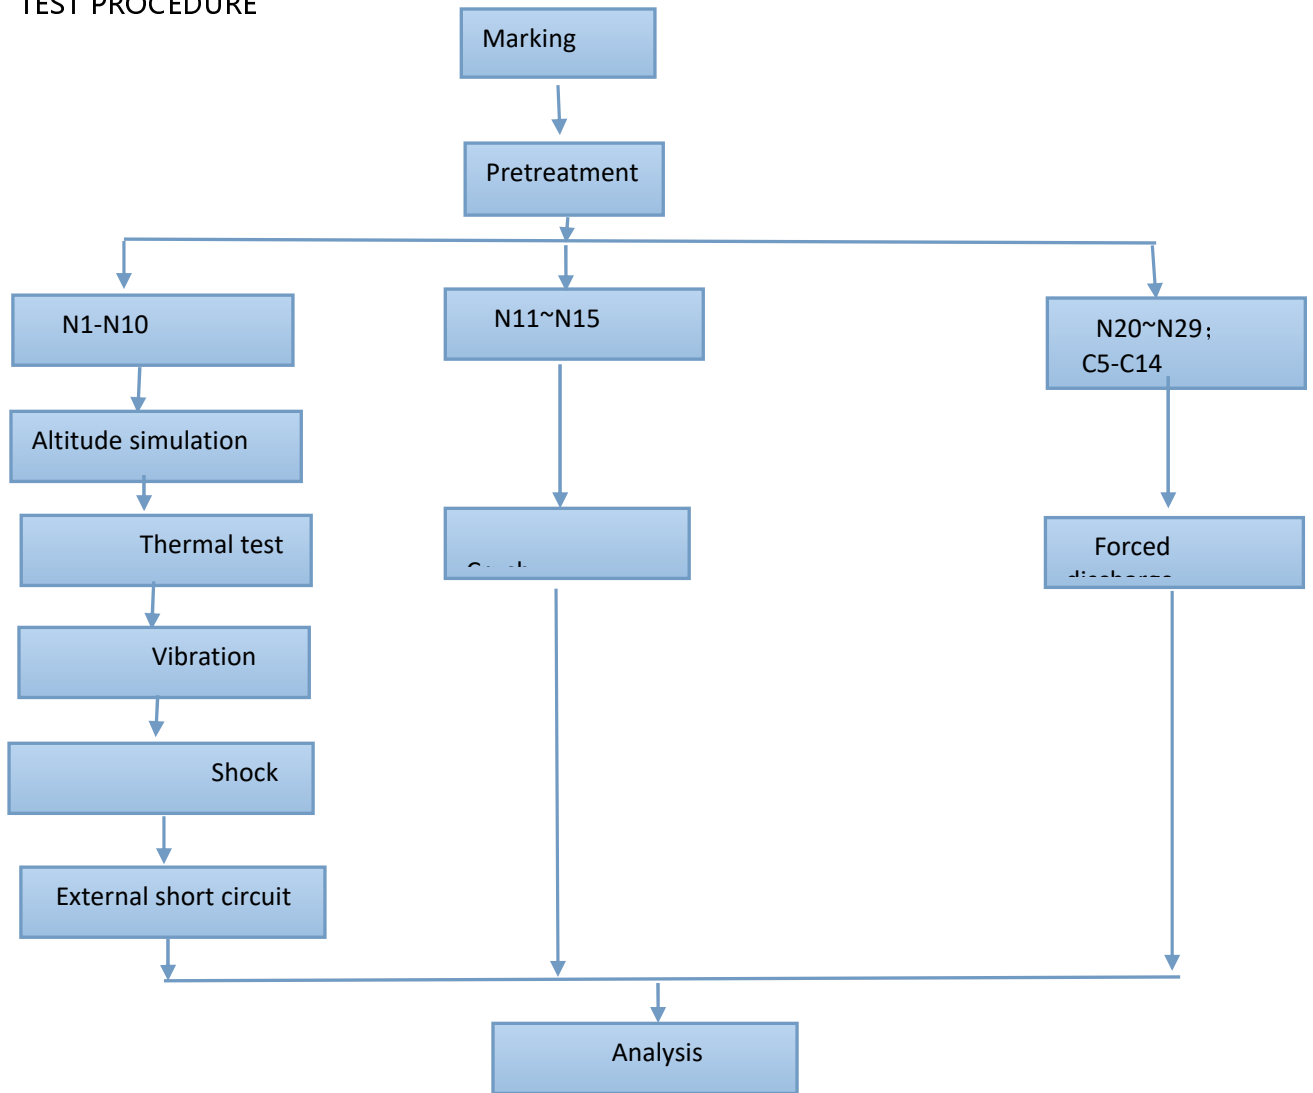 TEST PROCEDURE
Marking
Pretreatment
N1-N10
N11~N15
N20~N29；
C5-C14
Altitude simulation
Thermal test
Forced
discharge
Vibration
Shock
External short circuit
Analysis